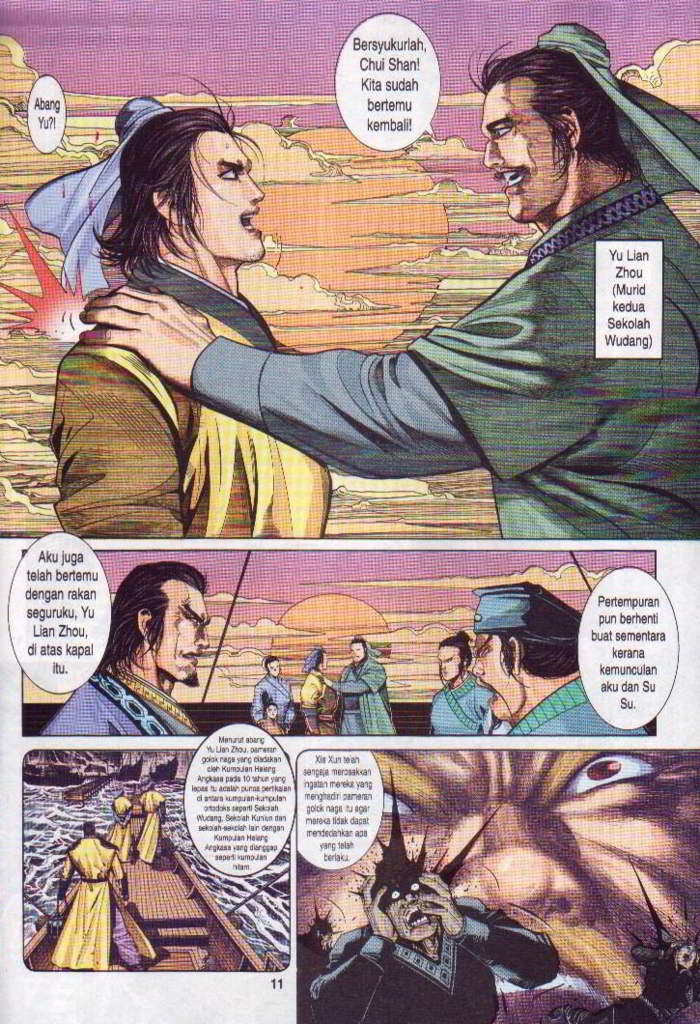 Abang
Yu?!
Bersyukurlah,
Chui Shan!
Kita sudah
bertemu
kembali!
Yu Lian
Zhou
(Murid
kedua
Sekolah
Wudang)
Aku juga
telah bertemu
dengan rakan
seguruku, Yu
Lian Zhou,
di atas kapal
itu.
Pertempuran
pun berhenti
buat sementara
kerana
kemunculan
aku dan Su
Su.
Menurut abang
Yu Lian Zhou, pameran
golok naga yang diadakan
oleh Kumpulan Helang
Angkasa pada 10 tahun yang
lepas itu adalah punca pertikaian
di antara kumpulan-kumpulan
ortodoks seperti Sekolah
Wudang, Sekolah Kunlun dan
sekolah-sekolah lain dengan
Kumpulan Helang
Angkasa yang dianggap
seperti kumpulan
hitam.
Xie Xun telah
sengaja merosakkan
ingatan mereka yang
menghadiri pameran
golok naga itu agar
mereka tidak dapat
mendedahkan apa
yang telah
berlaku.
11